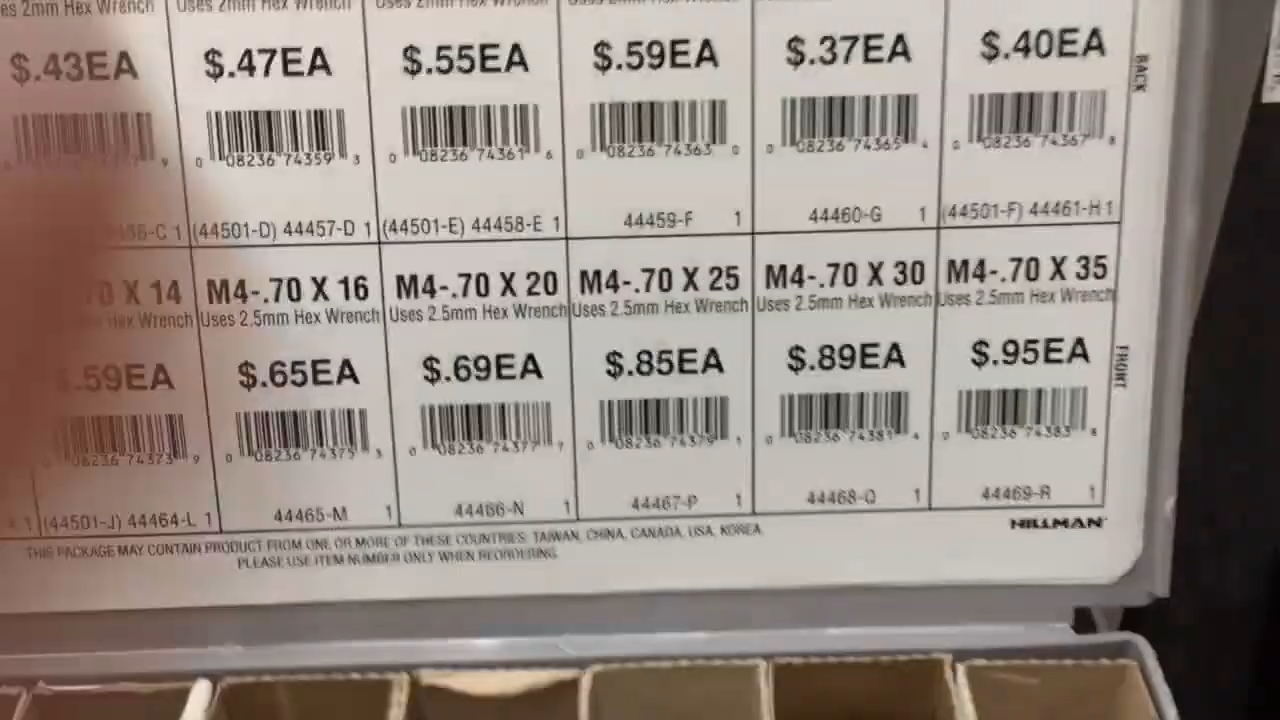 es 2mm Hex Wrench Uses 2mm Hex Wrench Uses 2mm Hex Wrench
$.43EA $.47EA $.55EA $.59EA $.37EA $.40EA
BACK
9 0 08236 74359 3 0 08236 74361 6 0 08236 74363 0 0 08236 74365 4 0 08236 74367 8
56-C 1 (44501-D) 44457-D 1 (44501-E) 44458-E 1 44459-F 1 44460-G 1 (44501-F) 44461-H 1
70 X 14 M4-.70 X 16 M4-.70 X 20 M4-.70 X 25 M4-.70 X 30 M4-.70 X 35
Hex Wrench Uses 2.5mm Hex Wrench Uses 2.5mm Hex Wrench Uses 2.5mm Hex Wrench Uses 2.5mm Hex Wrench Uses 2.5mm Hex Wrench
.59EA $.65EA $.69EA $.85EA $.89EA $.95EA
FRONT
08236 74373 9 0 08236 74375 3 0 08236 74377 7 0 08236 74379 1 0 08236 74381 4 0 08236 74383 8
1 (44501-J) 44464-L 1 44465-M 1 44466-N 1 44467-P 1 44468-Q 1 44469-R 1
HILLMAN
THIS PACKAGE MAY CONTAIN PRODUCT FROM ONE OR MORE OF THESE COUNTRIES: TAIWAN, CHINA, CANADA, USA, KOREA
PLEASE USE ITEM NUMBER ONLY WHEN REORDERING